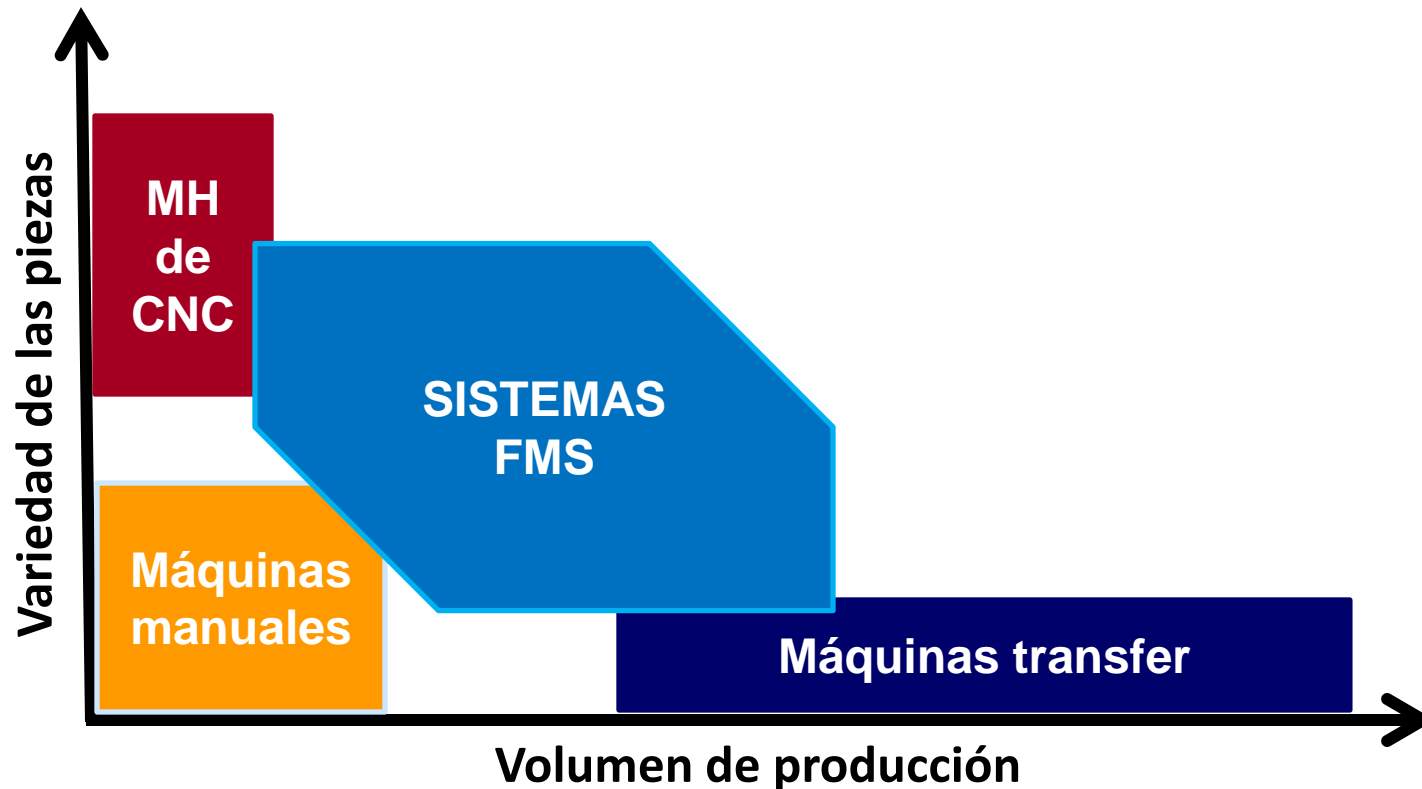 Variedad de las piezas
MH
de
CNC
SISTEMAS
FMS
Máquinas
manuales
Máquinas transfer
Volumen de producción